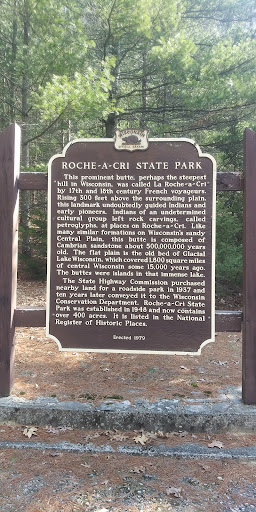 ROCHE-A-CRI STATE PARK
This prominent butte, perhaps the steepest
hill in Wisconsin, was called La Roche-a-Cri
by 17th and 18th century French voyageurs.
Rising 300 feet above the surrounding plain,
this landmark undoubtedly guided Indians and
early pioneers. Indians of an undetermined
cultural group left rock carvings, called
petroglyphs, at places on Roche-a-Cri. Like
many similar formations on Wisconsin's sandy
Central Plain, this butte is composed of
Cambrian sandstone about 500,000,000 years
old. The flat plain is the old bed of Glacial
Lake Wisconsin, which covered 1,800 square miles
of central Wisconsin some 15,000 years ago.
The buttes were islands in that immense lake.
The State Highway Commission purchased
nearby land for a roadside park in 1937 and
ten years later conveyed it to the Wisconsin
Conservation Department. Roche-a-Cri State
Park was established in 1948 and now contains
over 400 acres. It is listed in the National
Register of Historic Places.
Erected 1979